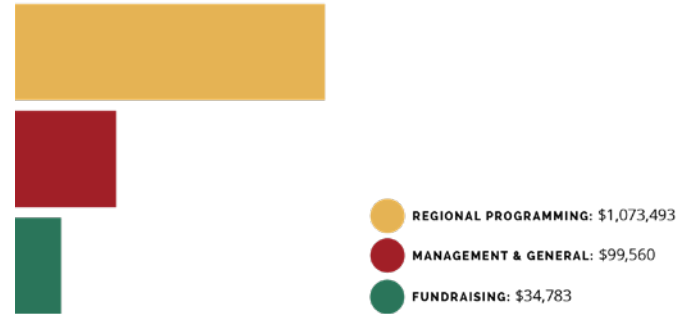 REGIONAL PROGRAMMING: $1,073,493
MANAGEMENT & GENERAL: $99,560
FUNDRAISING: $34,783